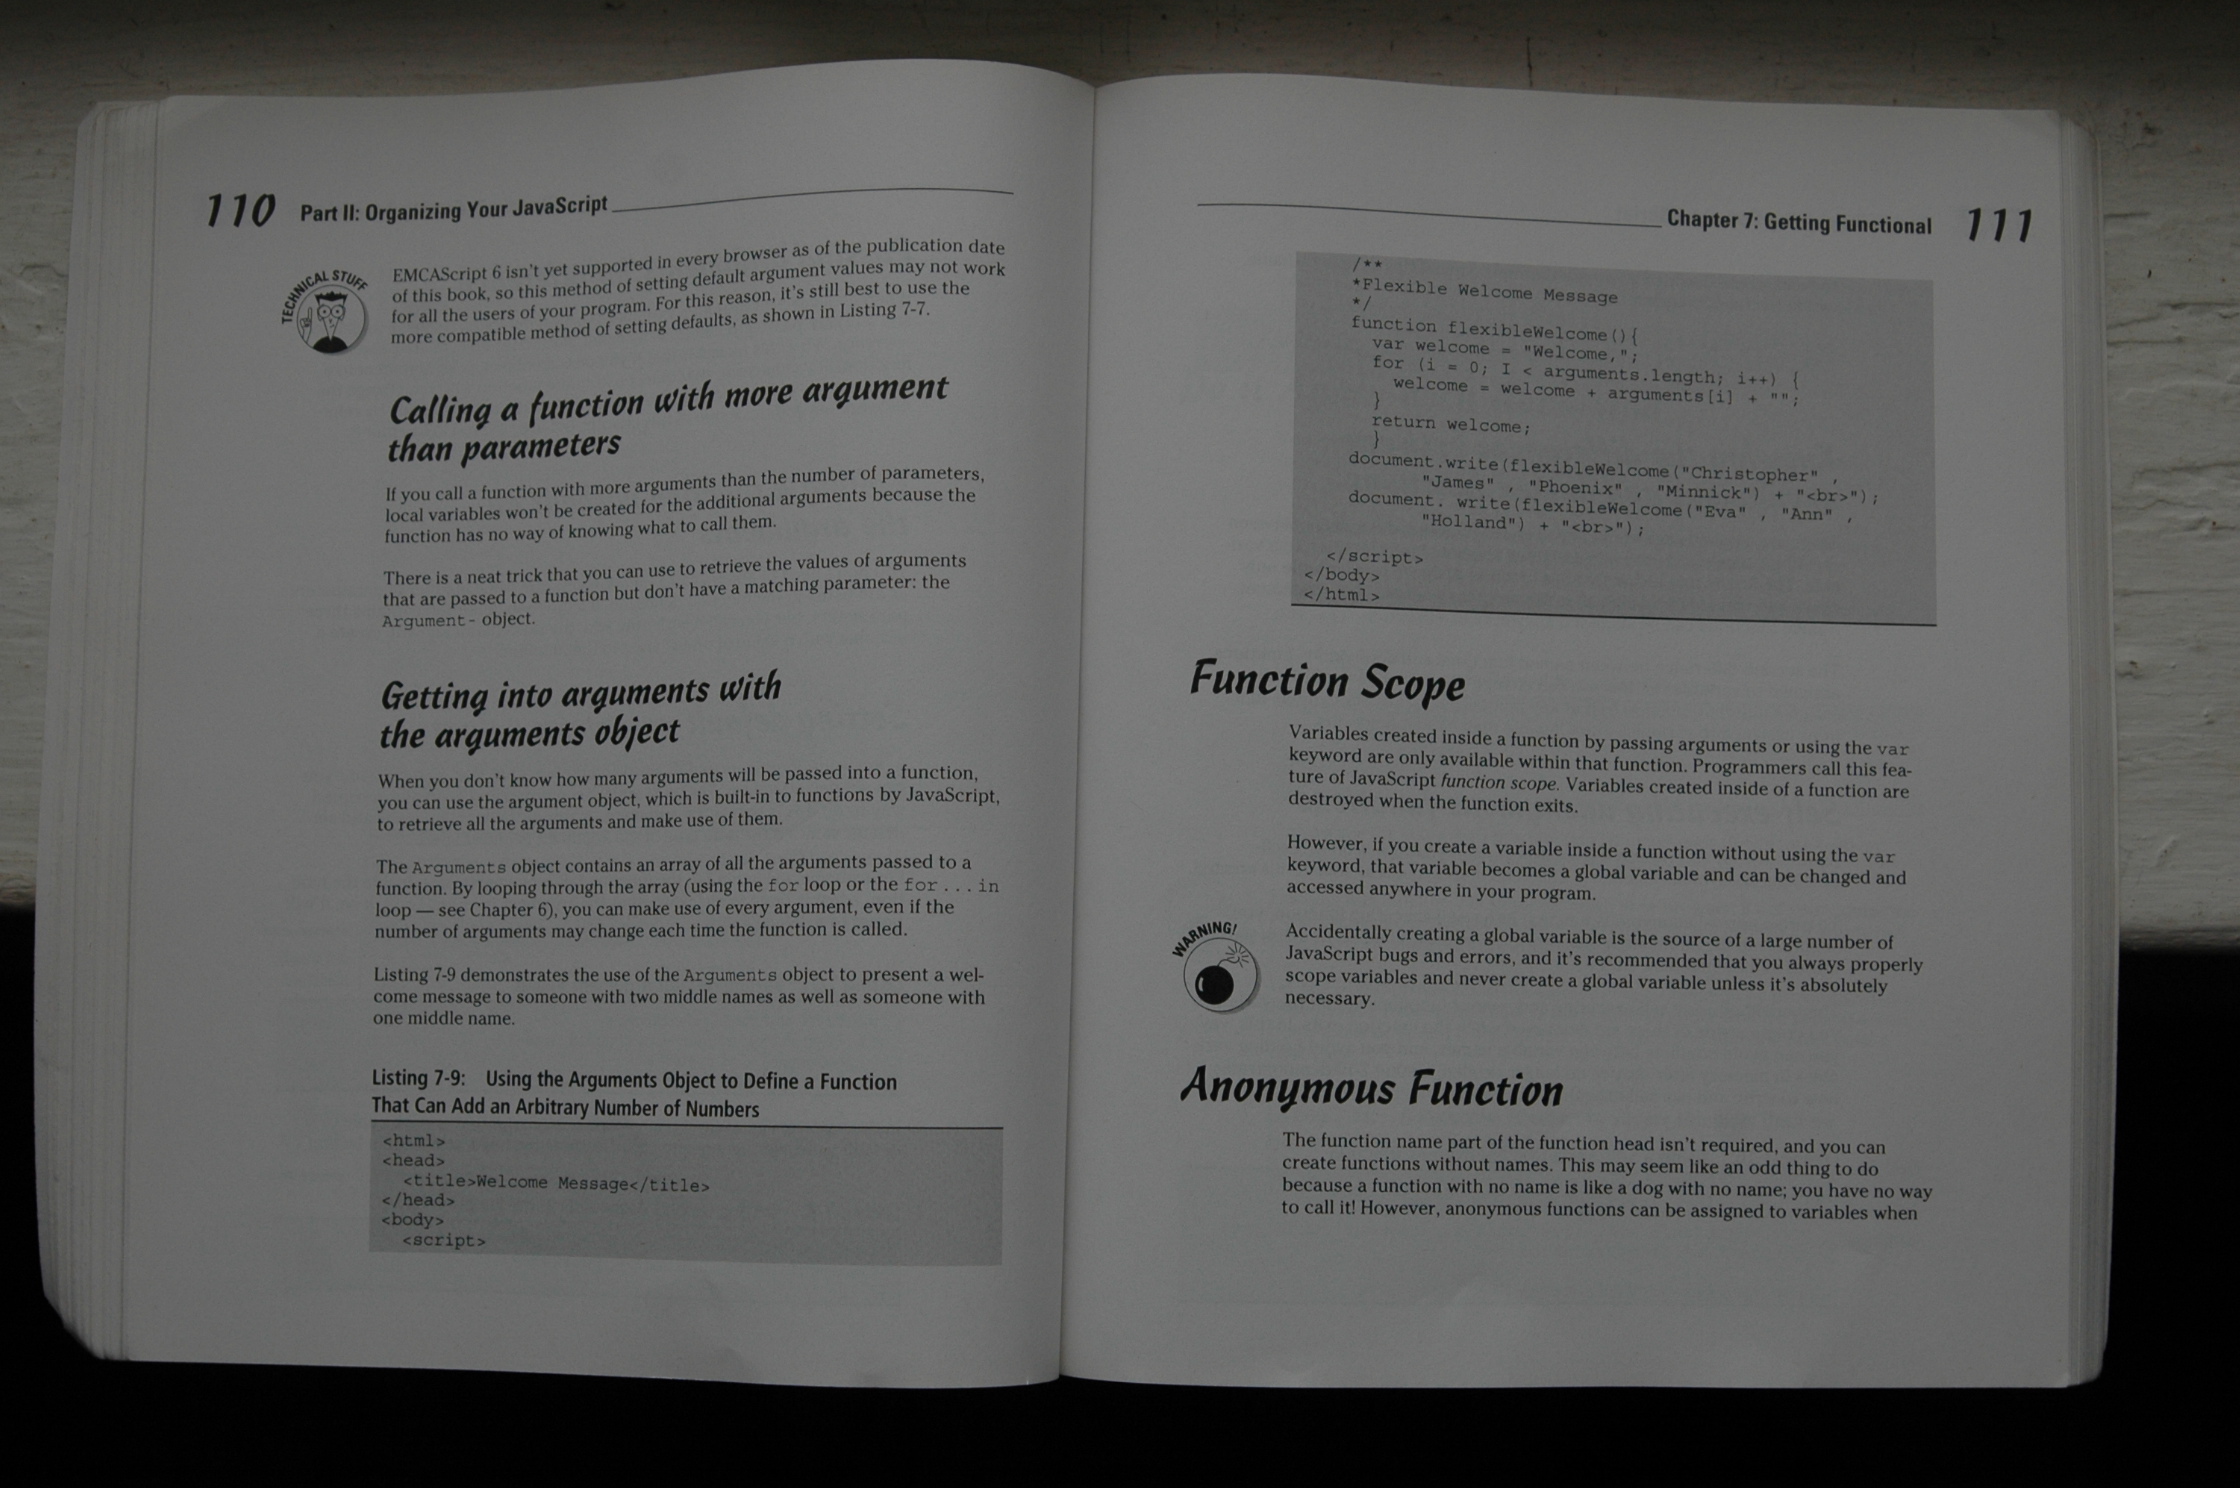 110 Part II: Organizing Your JavaScript
TECHNICAL STUFF
EMCAScript 6 isn't yet supported in every browser as of the publication date
of this book, so this method of setting default argument values may not work
for all the users of your program. For this reason, it's still best to use the
more compatible method of setting defaults, as shown in Listing 7-7.
Calling a function with more argument
than parameters
If you call a function with more arguments than the number of parameters,
local variables won't be created for the additional arguments because the
function has no way of knowing what to call them.
There is a neat trick that you can use to retrieve the values of arguments
that are passed to a function but don't have a matching parameter: the
Argument- object.
Getting into arguments with
the arguments object
When you don't know how many arguments will be passed into a function,
you can use the argument object, which is built-in to functions by JavaScript,
to retrieve all the arguments and make use of them.
The Arguments object contains an array of all the arguments passed to a
function. By looping through the array (using the for loop or the for...in
loop — see Chapter 6), you can make use of every argument, even if the
number of arguments may change each time the function is called.
Listing 7-9 demonstrates the use of the Arguments object to present a wel-
come message to someone with two middle names as well as someone with
one middle name.
Listing 7-9: Using the Arguments Object to Define a Function
That Can Add an Arbitrary Number of Numbers
<html>
<head>
<title>Welcome Message</title>
</head>
<body>
<script>
Chapter 7: Getting Functional 111
/**
*Flexible Welcome Message
*/
function flexibleWelcome(){
var welcome = "Welcome,";
for (i = 0; I < arguments.length; i++) {
welcome = welcome + arguments[i] + "";
}
return welcome;
}
document.write(flexibleWelcome("Christopher" ,
"James" , "Phoenix" , "Minnick") + "<br>");
document. write(flexibleWelcome("Eva" , "Ann" ,
"Holland") + "<br>");
</script>
</body>
</html>
Function Scope
Variables created inside a function by passing arguments or using the var
keyword are only available within that function. Programmers call this fea-
ture of JavaScript function scope. Variables created inside of a function are
destroyed when the function exits.
However, if you create a variable inside a function without using the var
keyword, that variable becomes a global variable and can be changed and
accessed anywhere in your program.
WARNING!
Accidentally creating a global variable is the source of a large number of
JavaScript bugs and errors, and it's recommended that you always properly
scope variables and never create a global variable unless it's absolutely
necessary.
Anonymous Function
The function name part of the function head isn't required, and you can
create functions without names. This may seem like an odd thing to do
because a function with no name is like a dog with no name; you have no way
to call it! However, anonymous functions can be assigned to variables when